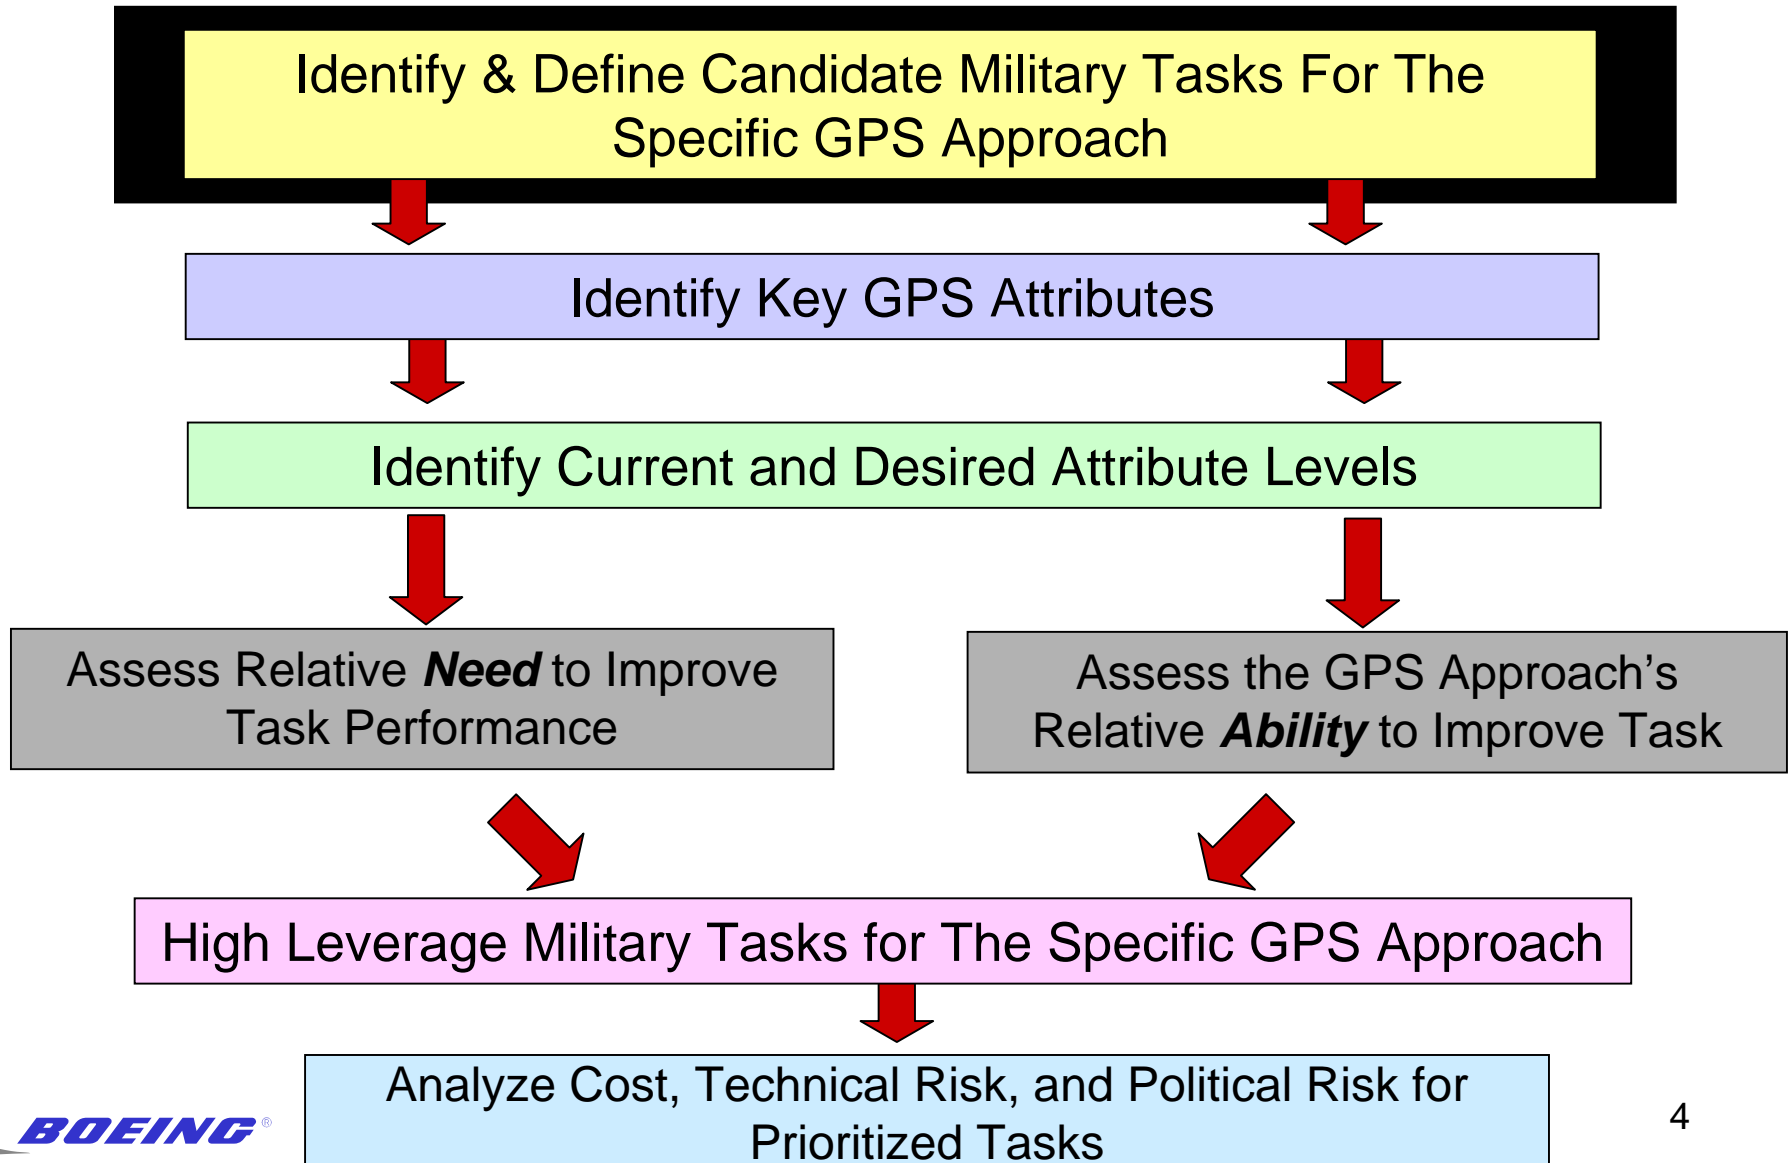 Identify & Define Candidate Military Tasks For The
Specific GPS Approach
Identify Key GPS Attributes
Identify Current and Desired Attribute Levels
Assess Relative Need to Improve
Task Performance
Assess the GPS Approach’s
Relative Ability to Improve Task
High Leverage Military Tasks for The Specific GPS Approach
Analyze Cost, Technical Risk, and Political Risk for
Prioritized Tasks
BOEING®
4